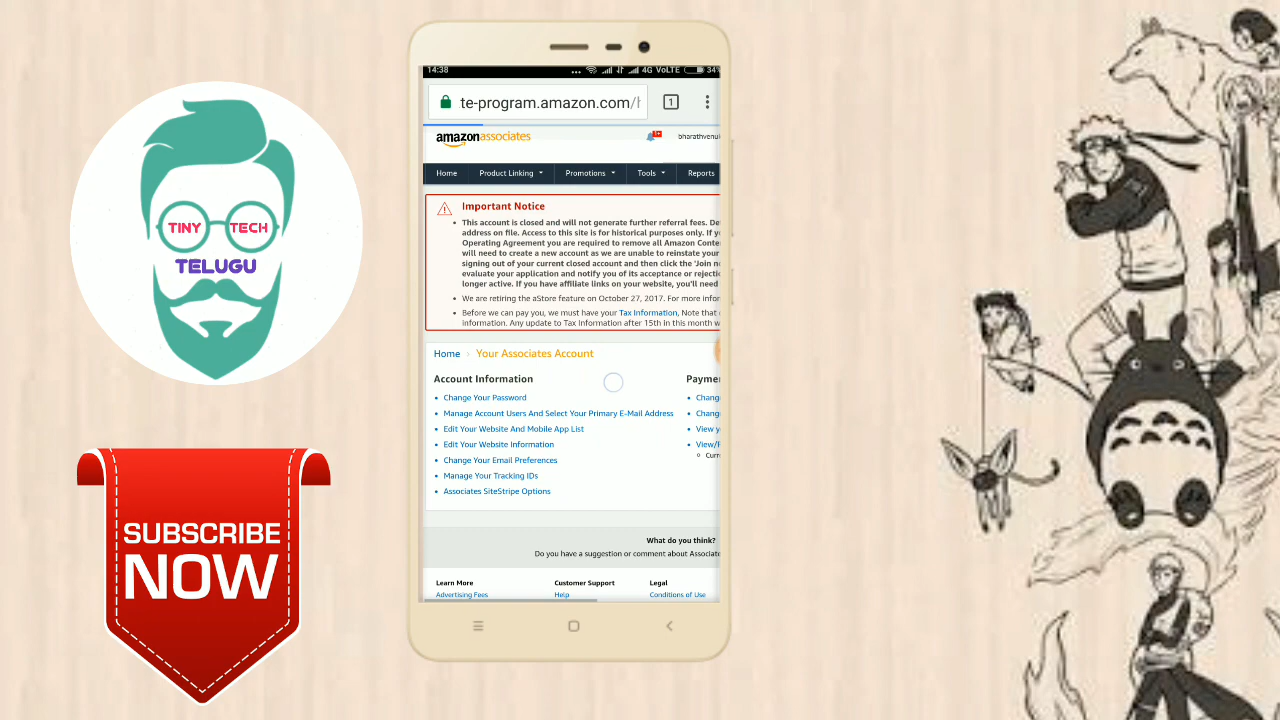 TINY TECH
TELUGU
SUBSCRIBE
NOW
14:38
4G VoLTE
34%
te-program.amazon.com/
1
amazonassociates
Home
Product Linking
Promotions
Tools
Reports
Important Notice
This account is closed and will not generate further referral fees.
address on file. Access to this site is for historical purposes only. If
Operating Agreement you are required to remove all Amazon
will need to create a new account as we are unable to reinstate
signing out of your current closed account and then click the 'Join
evaluate your application and notify you of its acceptance or
longer active. If you have affiliate links on your website, you'll need
We are retiring the aStore feature on October 27, 2017. For more
Before we can pay you, we must have your Tax Information, Note that
information. Any update to Tax Information after 15th in this month
Home › Your Associates Account
Account Information
Change Your Password
Manage Account Users And Select Your Primary E-Mail Address
Edit Your Website And Mobile App List
Edit Your Website Information
Change Your Email Preferences
Manage Your Tracking IDs
Associates SiteStripe Options
View
What do you think?
Do you have a suggestion or comment about
Learn More
Customer Support
Legal
Advertising Fees
Help
Conditions of Use